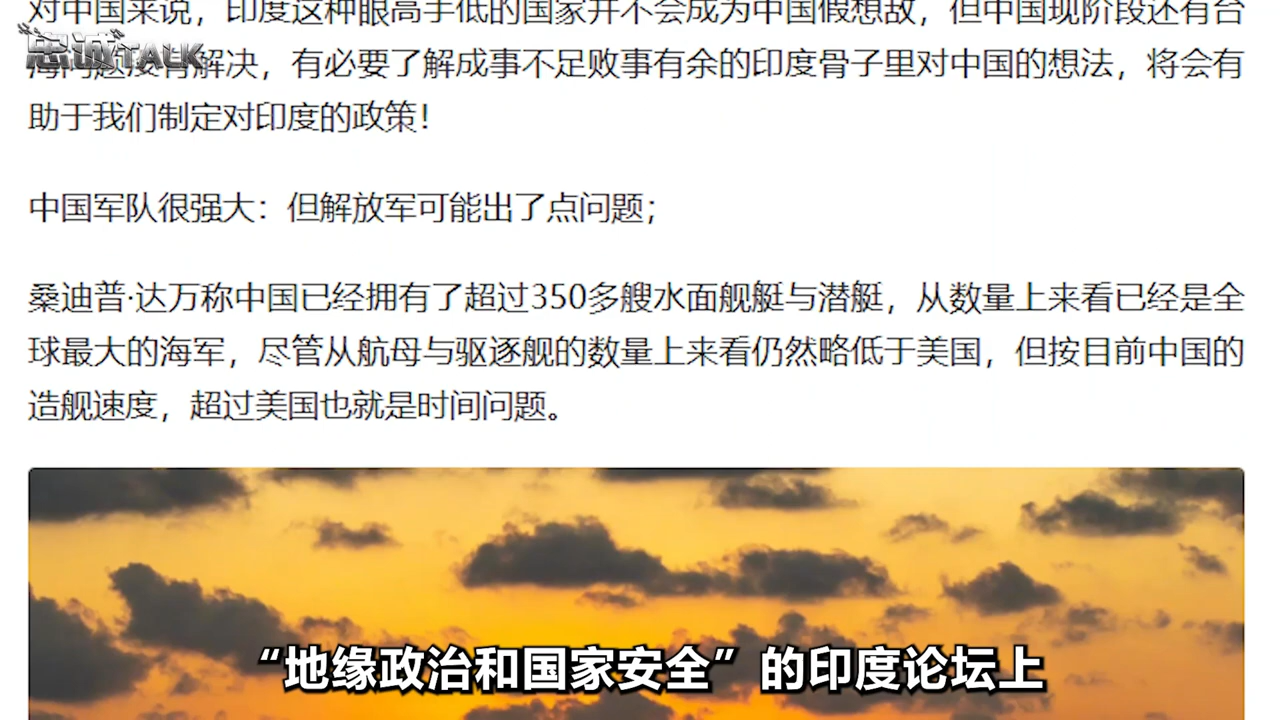 对中国来说，印度这种眼高手低的国家并不会成为中国假想敌，但中国现阶段还有台
忠诚TALK
海问题没有解决，有必要了解成事不足败事有余的印度骨子里对中国的想法，将会有
助于我们制定对印度的政策！
中国军队很强大：但解放军可能出了点问题；
桑迪普·达万称中国已经拥有了超过350多艘水面舰艇与潜艇，从数量上来看已经是全
球最大的海军，尽管从航母与驱逐舰的数量上来看仍然略低于美国，但按目前中国的
造舰速度，超过美国也就是时间问题。
“地缘政治和国家安全”的印度论坛上